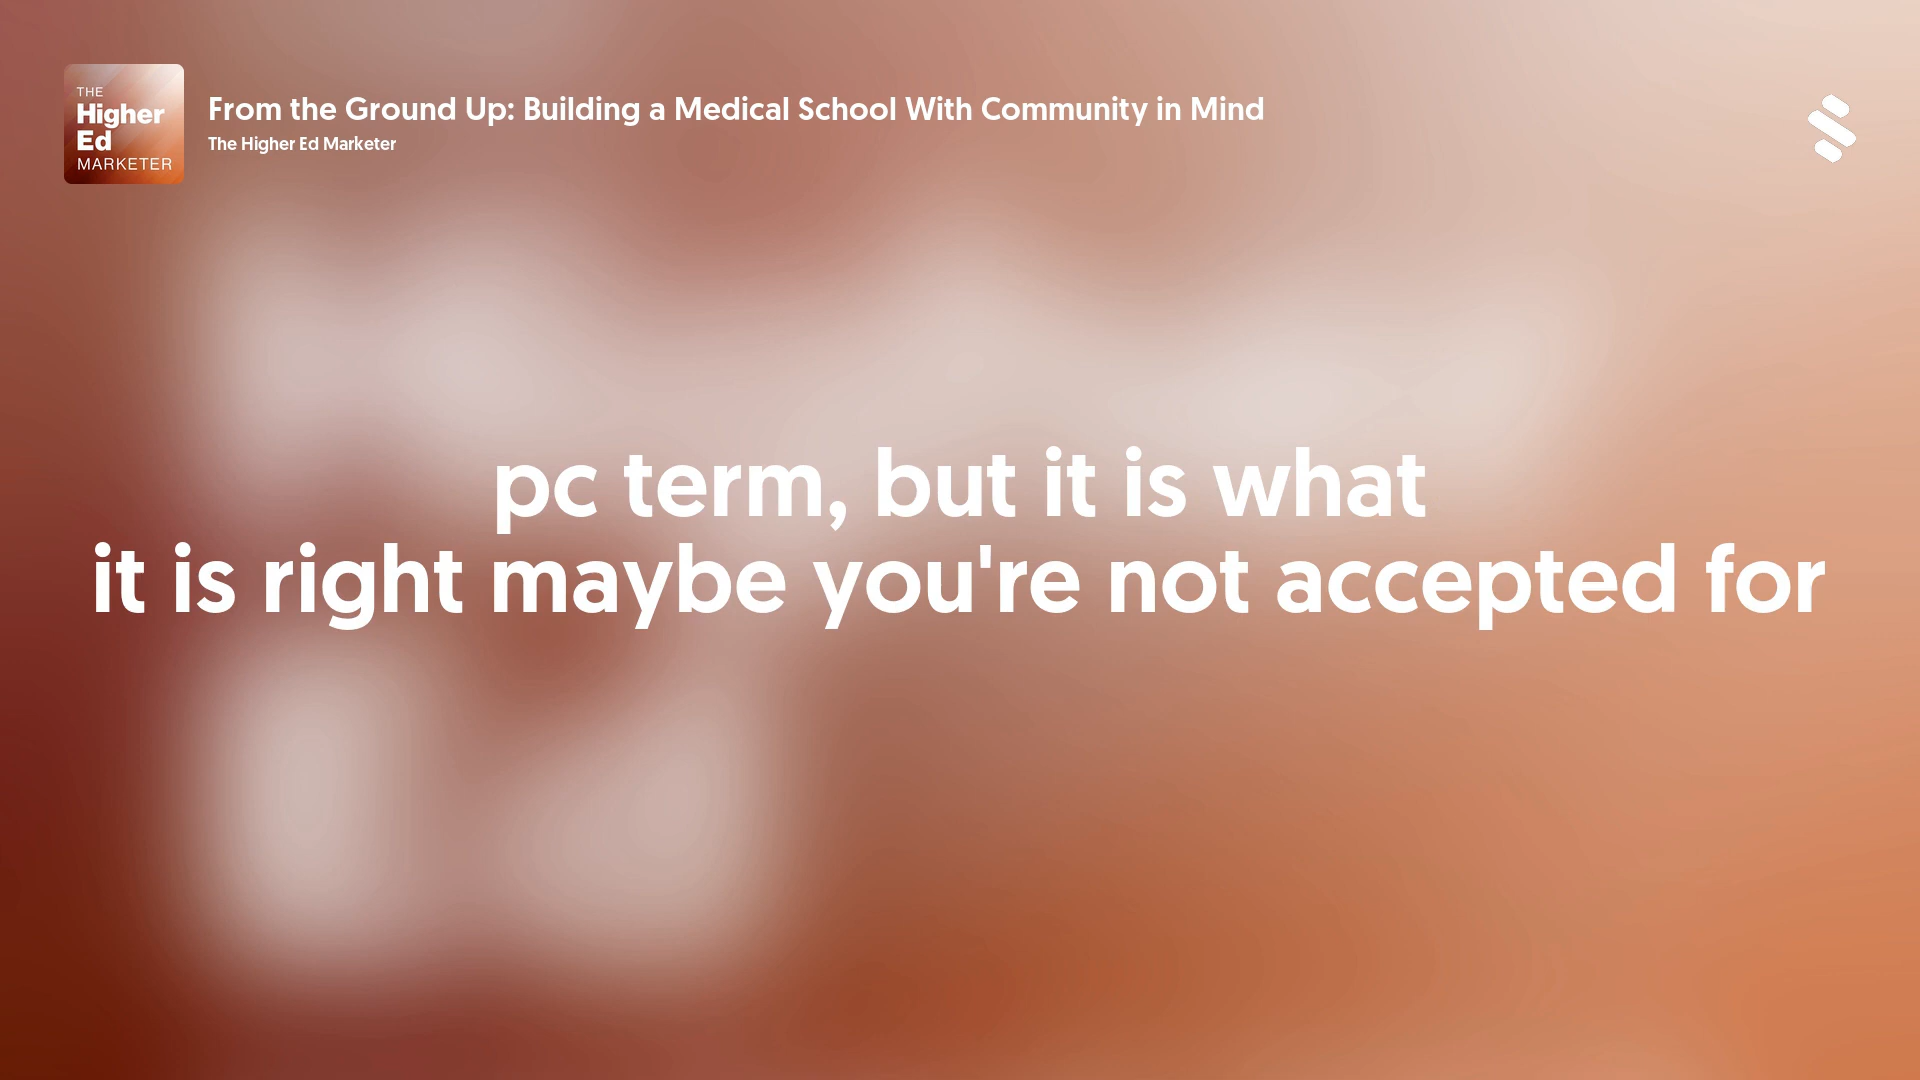 THE
Higher
Ed
MARKETER
From the Ground Up: Building a Medical School With Community in Mind
The Higher Ed Marketer
pc term, but it is what
it is right maybe you're not accepted for